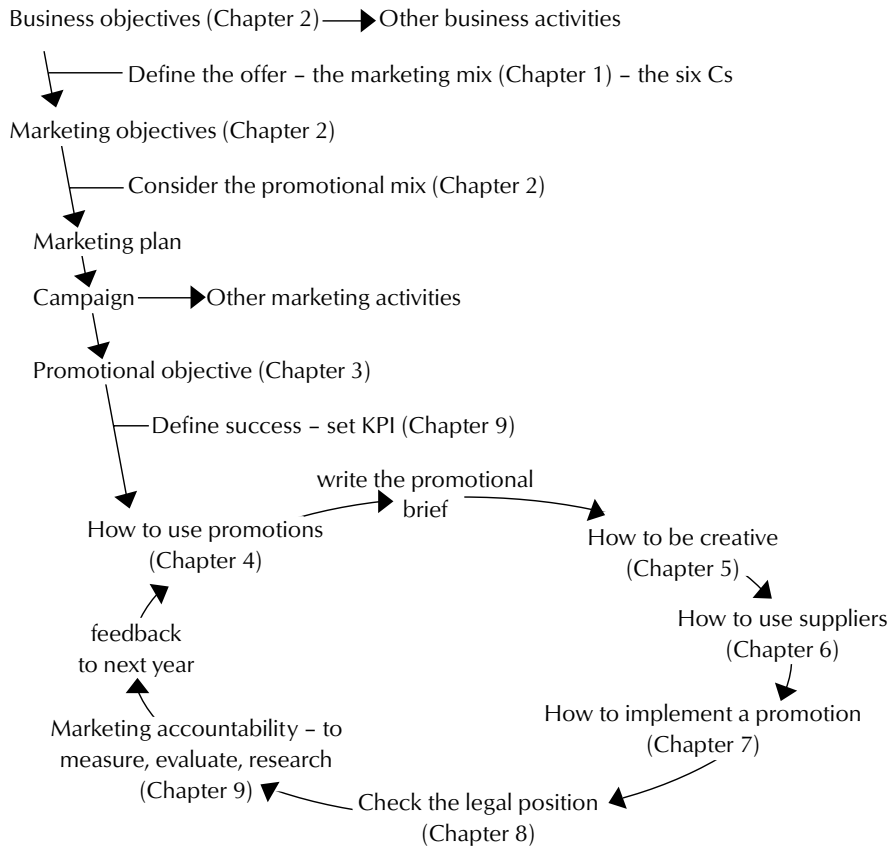 Business objectives (Chapter 2)
Other business activities
Define the offer – the marketing mix (Chapter 1) – the six Cs
Marketing objectives (Chapter 2)
Consider the promotional mix (Chapter 2)
Marketing plan
Campaign
Other marketing activities
Promotional objective (Chapter 3)
Define success – set KPI (Chapter 9)
write the promotional
brief
How to use promotions
(Chapter 4)
How to be creative
(Chapter 5)
How to use suppliers
(Chapter 6)
How to implement a promotion
(Chapter 7)
Check the legal position
(Chapter 8)
Marketing accountability – to
measure, evaluate, research
(Chapter 9)
feedback
to next year